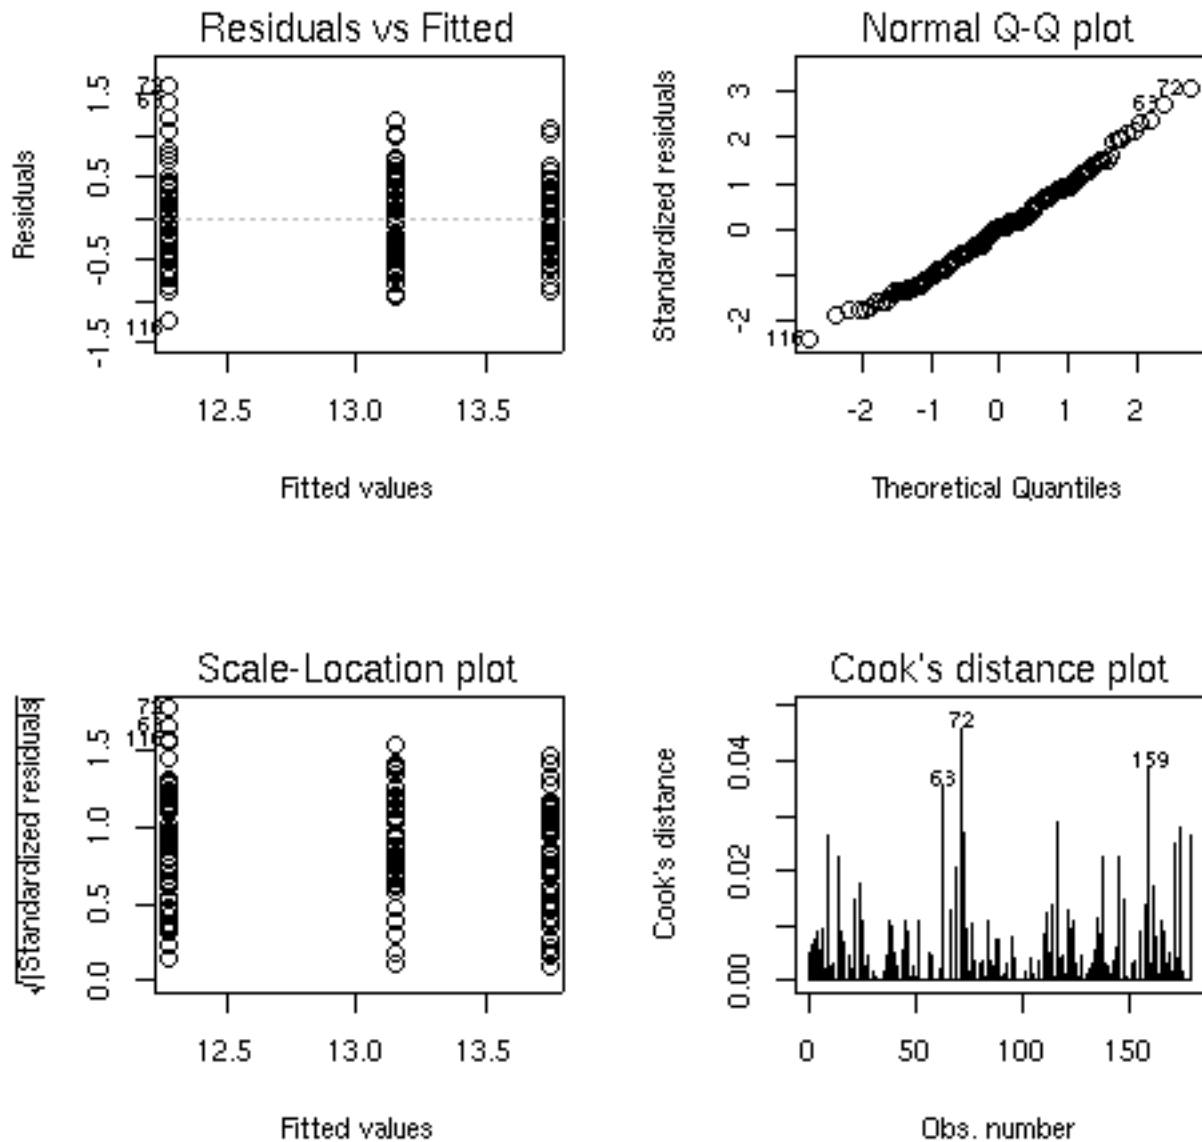 Residuals vs Fitted
Residuals
1.5
0.5
-0.5
-1.5
72
63
116
12.5 13.0 13.5
Fitted values
Normal Q-Q plot
Standardized residuals
3
2
1
0
-2
72
63
116
-2 -1 0 1 2
Theoretical Quantiles
Scale-Location plot
√|Standardized residuals|
1.5
1.0
0.5
0.0
72
63
116
12.5 13.0 13.5
Fitted values
Cook's distance plot
Cook's distance
0.04
0.02
0.00
72
63
159
0 50 100 150
Obs. number